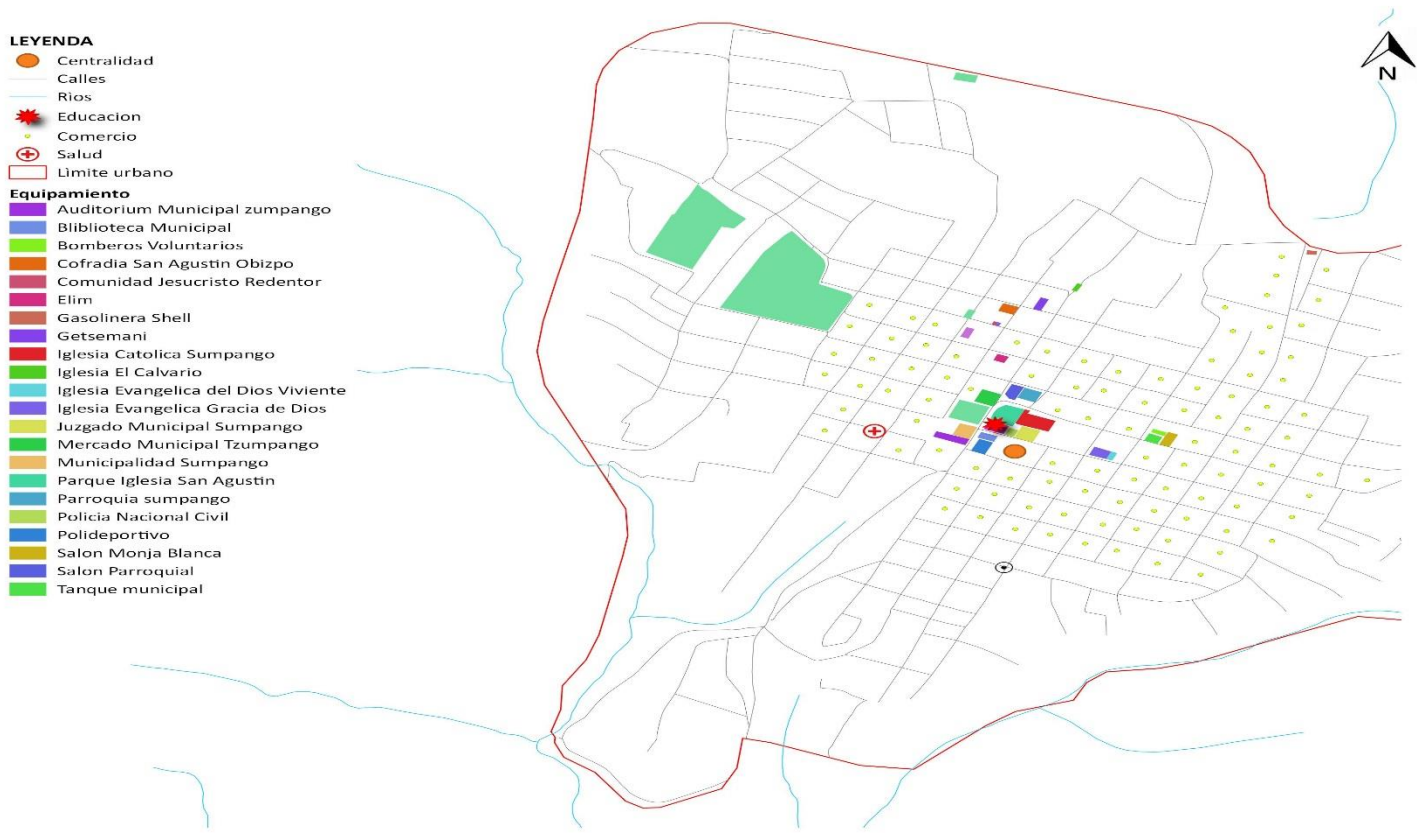 LEYENDA
Centralidad
Calles
Rìos
Educacion
Comercio
Salud
Lìmite urbano
Equipamiento
Auditorium Municipal zumpango
Bliblioteca Municipal
Bomberos Voluntarios
Cofradia San Agustin Obizpo
Comunidad Jesucristo Redentor
Elim
Gasolinera Shell
Getsemani
Iglesia Catolica Sumpango
Iglesia El Calvario
Iglesia Evangelica del Dios Viviente
Iglesia Evangelica Gracia de Dios
Juzgado Municipal Sumpango
Mercado Municipal Tzumpango
Municipalidad Sumpango
Parque Iglesia San Agustin
Parroquia sumpango
Policia Nacional Civil
Polideportivo
Salon Monja Blanca
Salon Parroquial
Tanque municipal
N